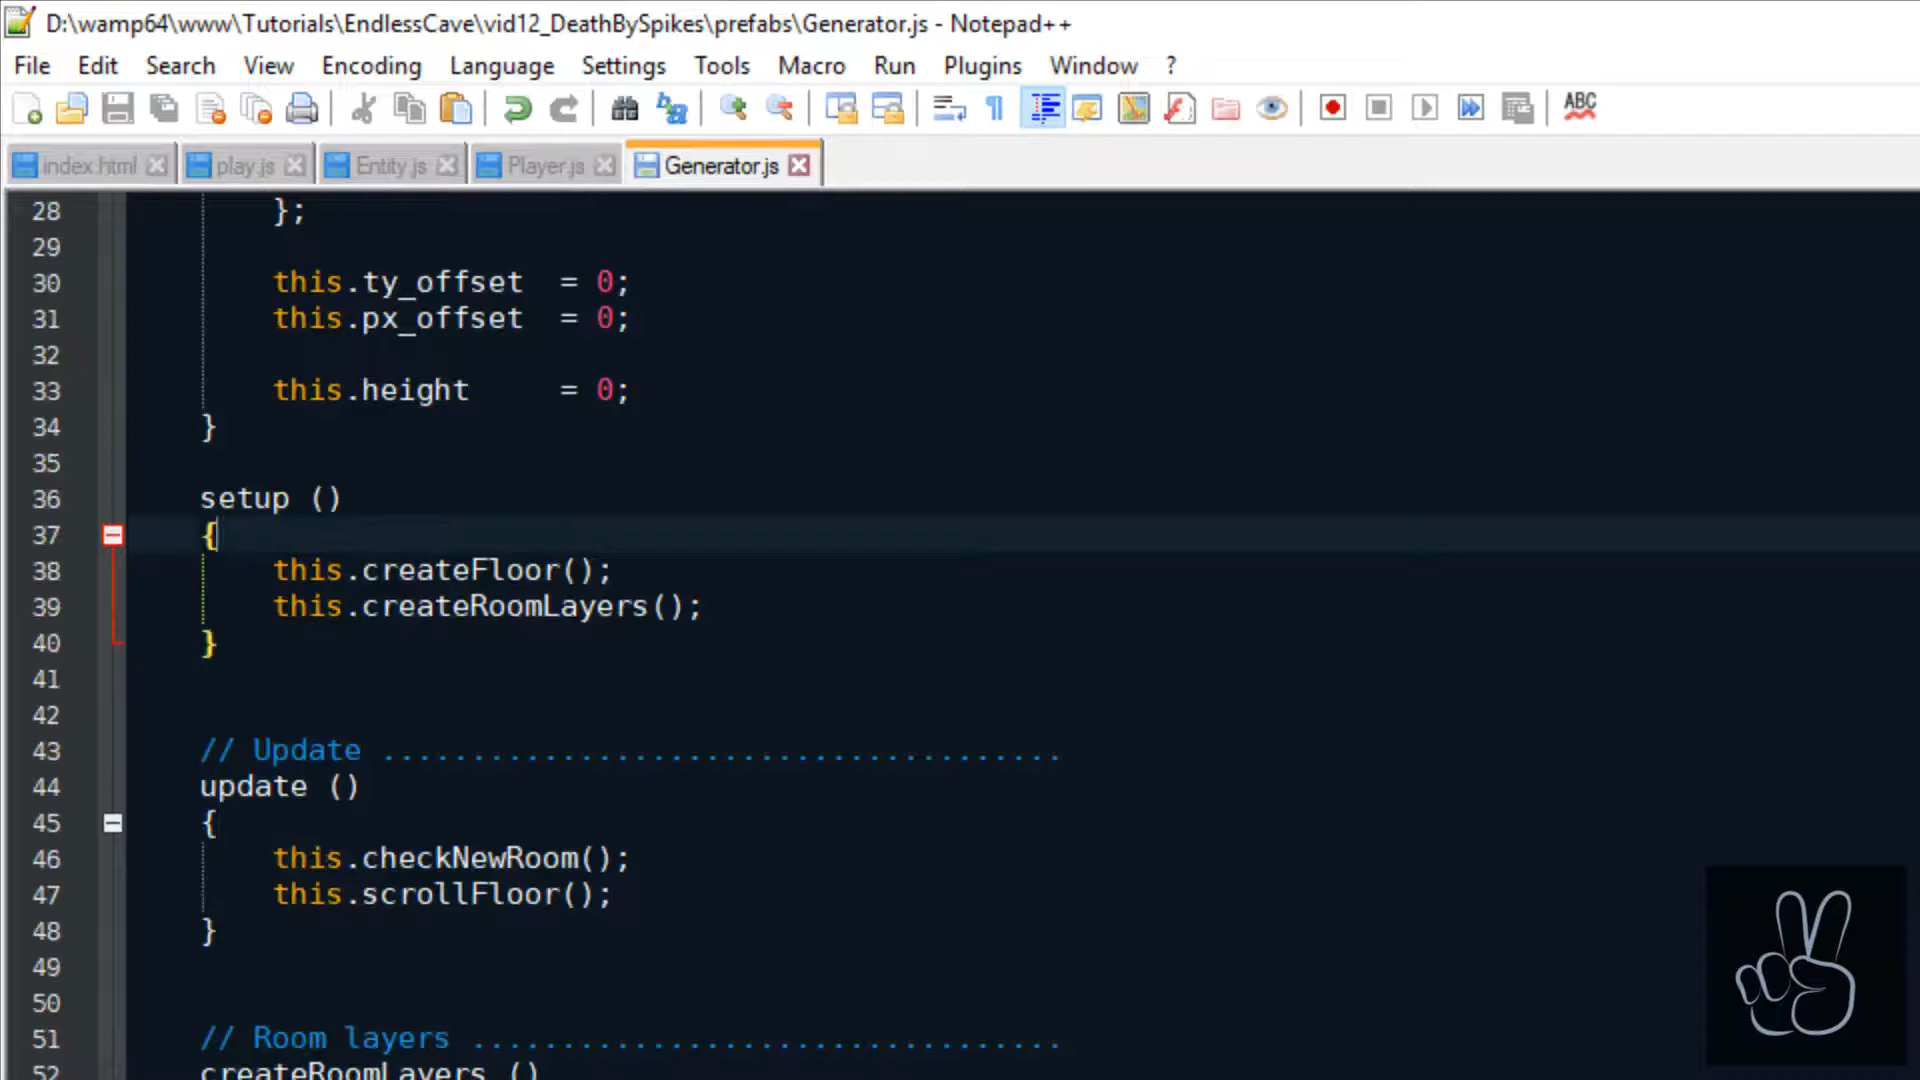 D:\wamp64\www\Tutorials\EndlessCave\vid12_DeathBySpikes\prefabs\Generator.js - Notepad++
File Edit Search View Encoding Language Settings Tools Macro Run Plugins Window ?
ABC
index.html play.js Entity.js Player.js Generator.js
28 };
29
30 this.ty_offset = 0;
31 this.px_offset = 0;
32
33 this.height = 0;
34 }
35
36 setup ()
37 {
38 this.createFloor();
39 this.createRoomLayers();
40 }
41
42
43 // Update ......................................
44 update ()
45 {
46 this.checkNewRoom();
47 this.scrollFloor();
48 }
49
50
51 // Room layers .................................
52 createRoomLayers ()